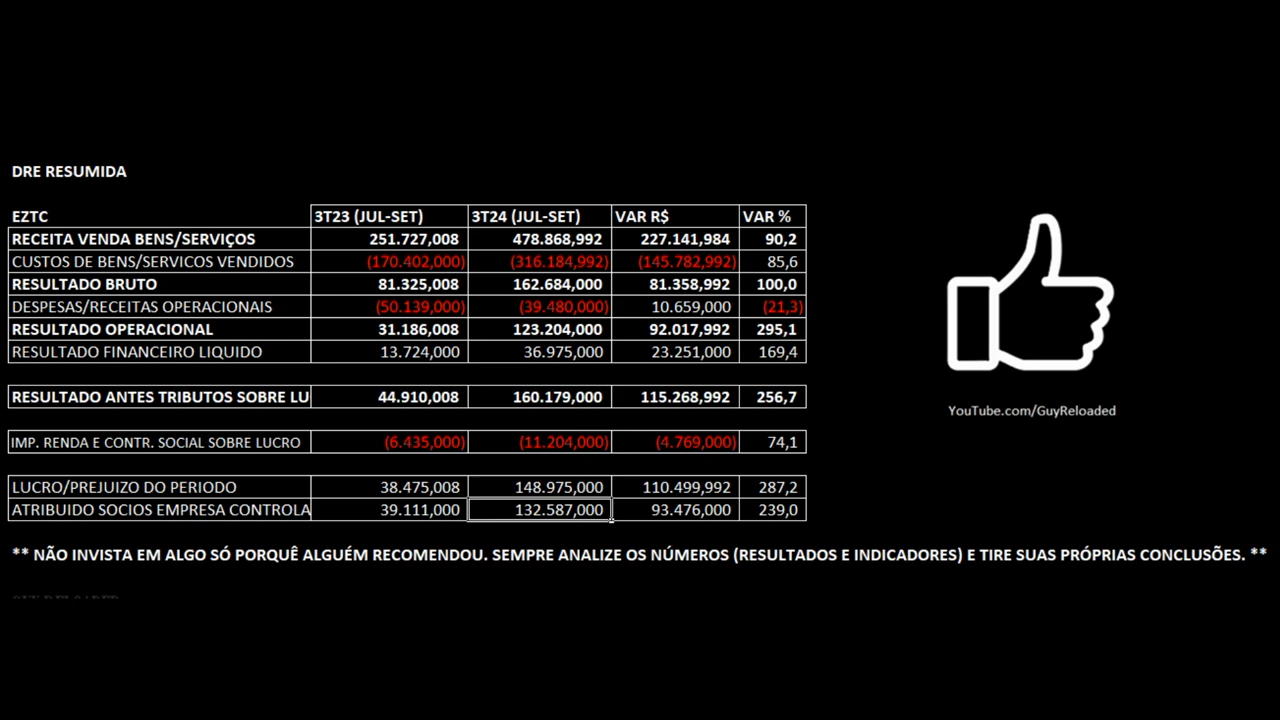 DRE RESUMIDA
EZTC 3T23 (JUL-SET) 3T24 (JUL-SET) VAR R$ VAR %
RECEITA VENDA BENS/SERVIÇOS 251.727,008 478.868,992 227.141,984 90,2
CUSTOS DE BENS/SERVICOS VENDIDOS (170.402,000) (316.184,992) (145.782,992) 85,6
RESULTADO BRUTO 81.325,008 162.684,000 81.358,992 100,0
DESPESAS/RECEITAS OPERACIONAIS (50.139,000) (39.480,000) 10.659,000 (21,3)
RESULTADO OPERACIONAL 31.186,008 123.204,000 92.017,992 295,1
RESULTADO FINANCEIRO LIQUIDO 13.724,000 36.975,000 23.251,000 169,4
RESULTADO ANTES TRIBUTOS SOBRE LU 44.910,008 160.179,000 115.268,992 256,7
IMP. RENDA E CONTR. SOCIAL SOBRE LUCRO (6.435,000) (11.204,000) (4.769,000) 74,1
LUCRO/PREJUIZO DO PERIODO 38.475,008 148.975,000 110.499,992 287,2
ATRIBUIDO SOCIOS EMPRESA CONTROLA 39.111,000 132.587,000 93.476,000 239,0
YouTube.com/GuyReloaded
** NÃO INVISTA EM ALGO SÓ PORQUÊ ALGUÉM RECOMENDOU. SEMPRE ANALIZE OS NÚMEROS (RESULTADOS E INDICADORES) E TIRE SUAS PRÓPRIAS CONCLUSÕES. **